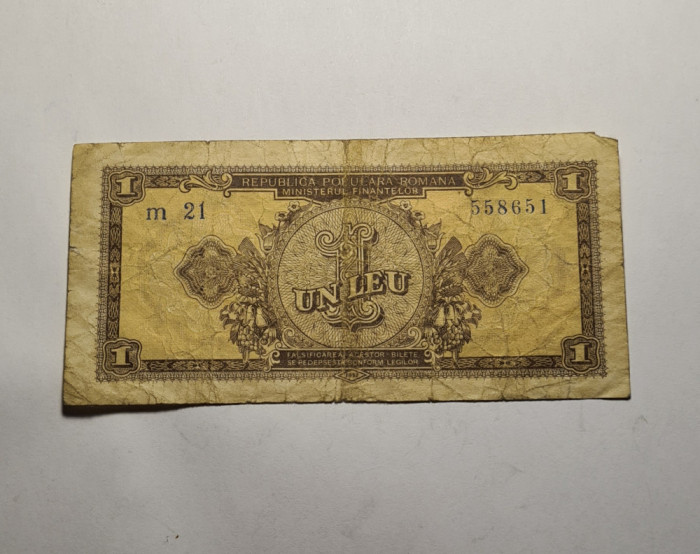 1 REPUBLICA POPULARA ROMANA 1
MINISTERUL FINANTELOR
m 21 558651
1
UN LEU
1 FALSIFICAREA ACESTOR BILETE 1
SE PEDEPSESTE CONFORM LEGILOR